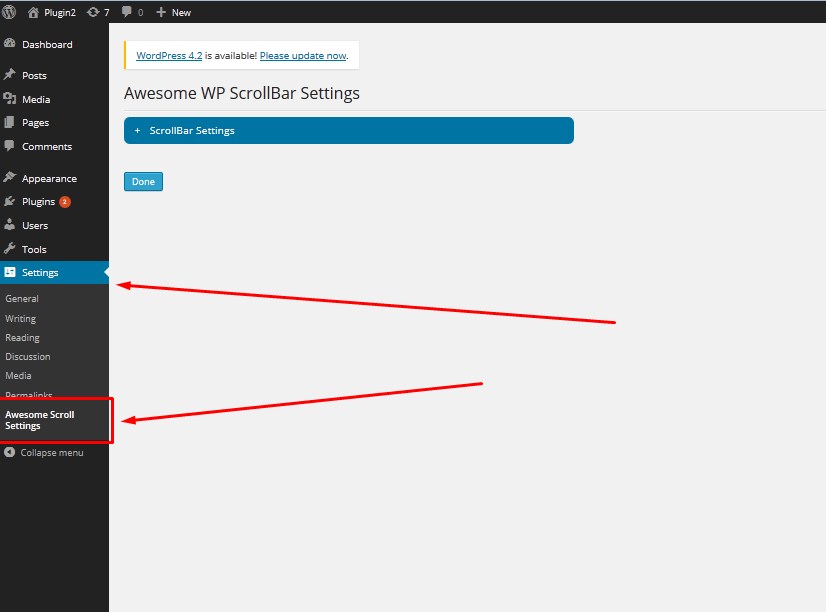 Plugin2 7 0 + New
Dashboard
Posts
Media
Pages
Comments
Appearance
Plugins 2
Users
Tools
Settings
General
Writing
Reading
Discussion
Media
Permalinks
Awesome Scroll
Settings
Collapse menu
WordPress 4.2 is available! Please update now.
Awesome WP ScrollBar Settings
+ ScrollBar Settings
Done